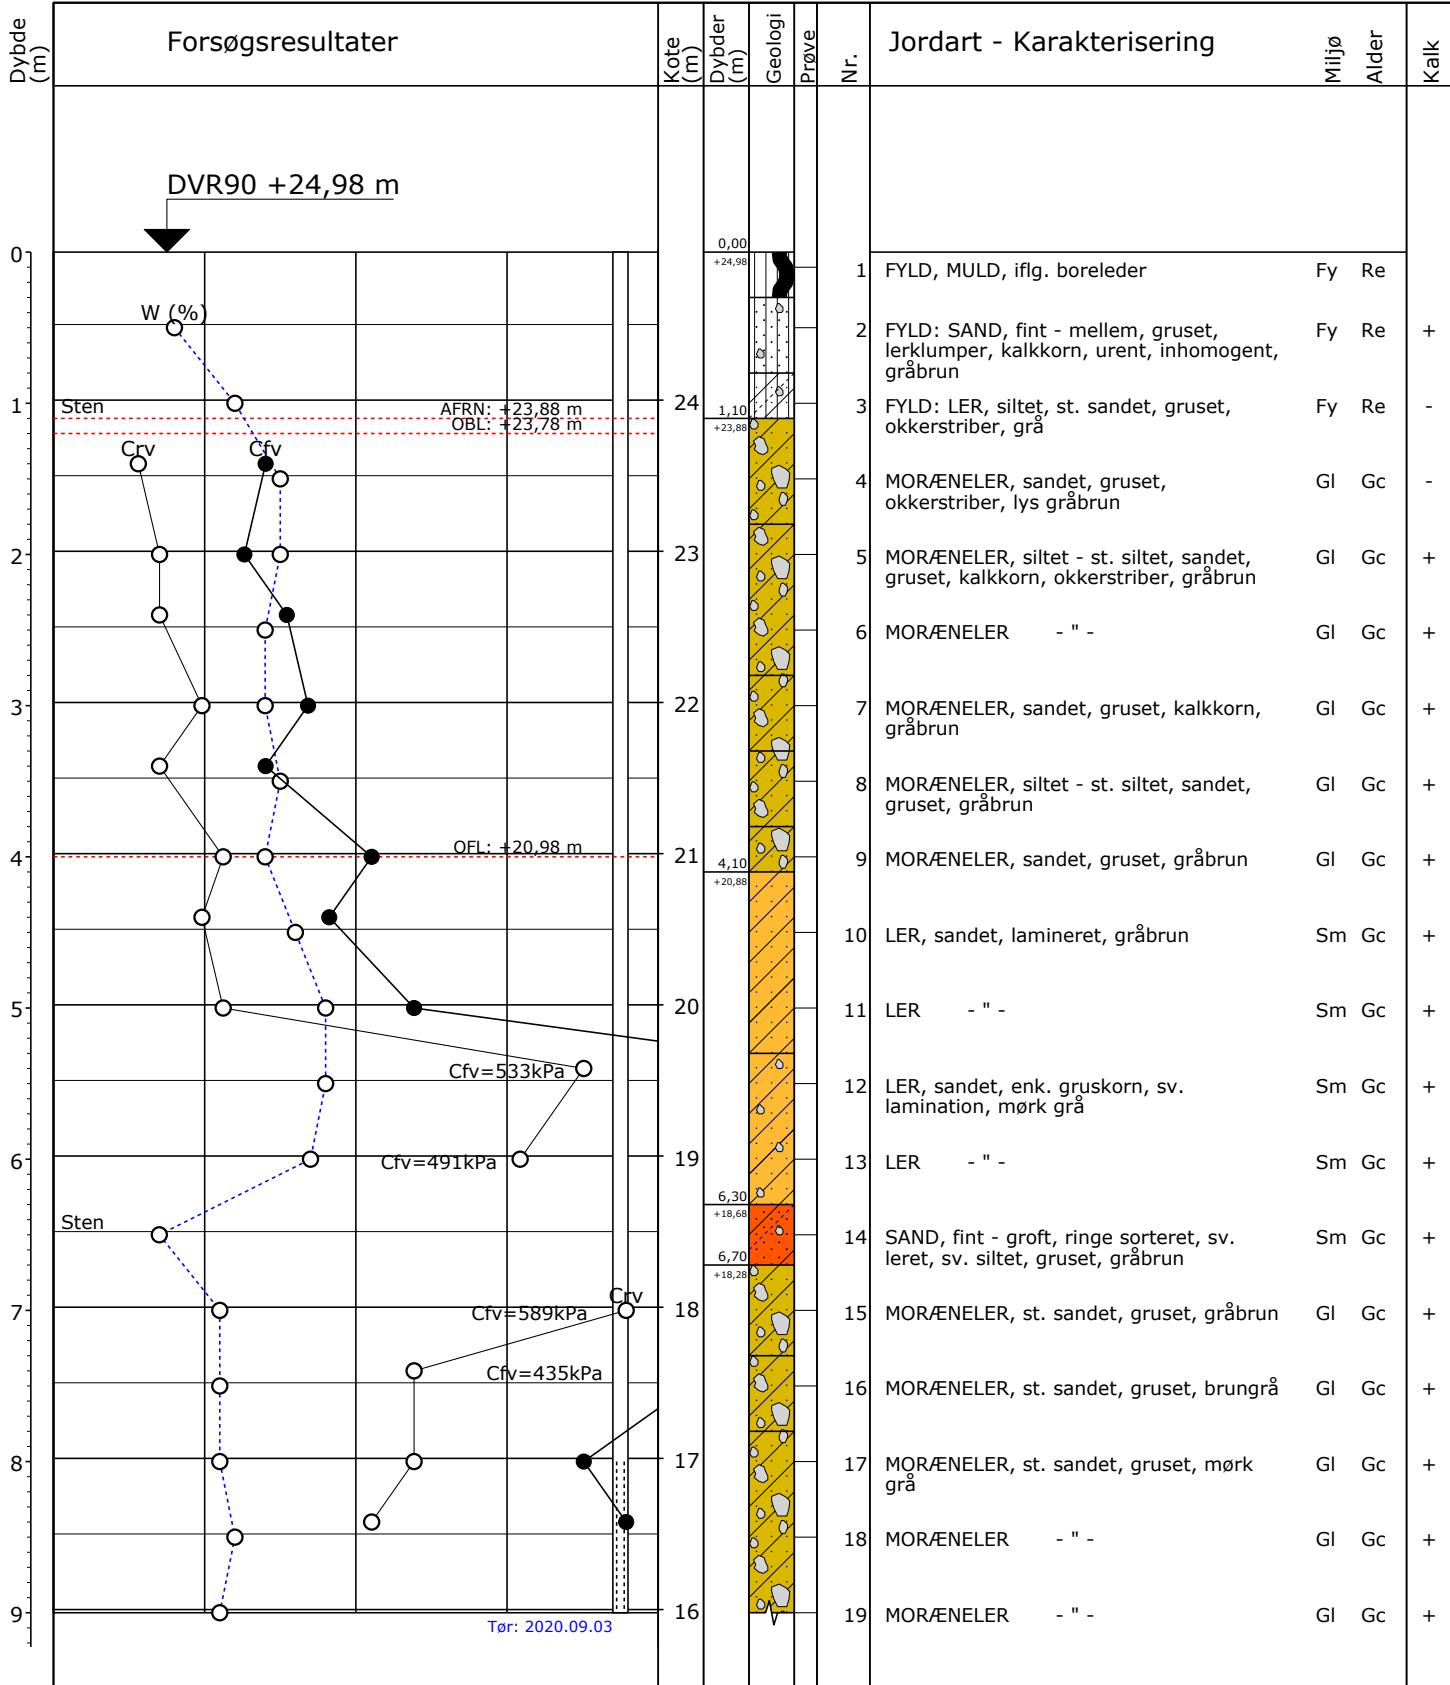 Dybde (m)
Forsøgsresultater
Kote (m)
Dybder (m)
Geologi
Prøve
Nr.
Jordart - Karakterisering
Miljø
Alder
Kalk
DVR90 +24,98 m
0
0,00
+24,98
1 FYLD, MULD, iflg. boreleder Fy Re
W (%)
2 FYLD: SAND, fint - mellem, gruset, Fy Re +
lerklumper, kalkkorn, urent, inhomogent,
gråbrun
1
Sten
AFRN: +23,88 m
OBL: +23,78 m
24
1,10
+23,88
3 FYLD: LER, siltet, st. sandet, gruset, Fy Re -
okkerstriber, grå
Crv
Cfv
4 MORÆNELER, sandet, gruset, Gl Gc -
okkerstriber, lys gråbrun
2
23
5 MORÆNELER, siltet - st. siltet, sandet, Gl Gc +
gruset, kalkkorn, okkerstriber, gråbrun
6 MORÆNELER - " - Gl Gc +
3
22
7 MORÆNELER, sandet, gruset, kalkkorn, Gl Gc +
gråbrun
8 MORÆNELER, siltet - st. siltet, sandet, Gl Gc +
gruset, gråbrun
4
OFL: +20,98 m
21
4,10
+20,88
9 MORÆNELER, sandet, gruset, gråbrun Gl Gc +
10 LER, sandet, lamineret, gråbrun Sm Gc +
5
20
11 LER - " - Sm Gc +
Cfv=533kPa
12 LER, sandet, enk. gruskorn, sv. Sm Gc +
lamination, mørk grå
6
Cfv=491kPa
19
13 LER - " - Sm Gc +
6,30
+18,68
Sten
14 SAND, fint - groft, ringe sorteret, sv. Sm Gc +
leret, sv. siltet, gruset, gråbrun
6,70
+18,28
Crv
7
Cfv=589kPa
18
15 MORÆNELER, st. sandet, gruset, gråbrun Gl Gc +
Cfv=435kPa
16 MORÆNELER, st. sandet, gruset, brungrå Gl Gc +
8
17
17 MORÆNELER, st. sandet, gruset, mørk Gl Gc +
grå
18 MORÆNELER - " - Gl Gc +
9
16
19 MORÆNELER - " - Gl Gc +
Tør: 2020.09.03